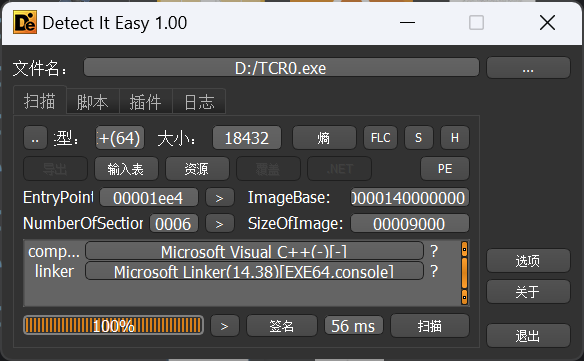 Detect It Easy 1.00
文件名: D:/TCR0.exe ...
扫描 脚本 插件 日志
.. 型: +(64) 大小: 18432 熵 FLC S H
导出 输入表 资源 覆盖 .NET PE
EntryPoint 00001ee4 > ImageBase: 0000140000000
NumberOfSection 0006 > SizeOfImage: 00009000
comp... Microsoft Visual C++(-)[-] ?
linker Microsoft Linker(14.38)[EXE64,console] ?
选项
关于
100% > 签名 56 ms 扫描
退出